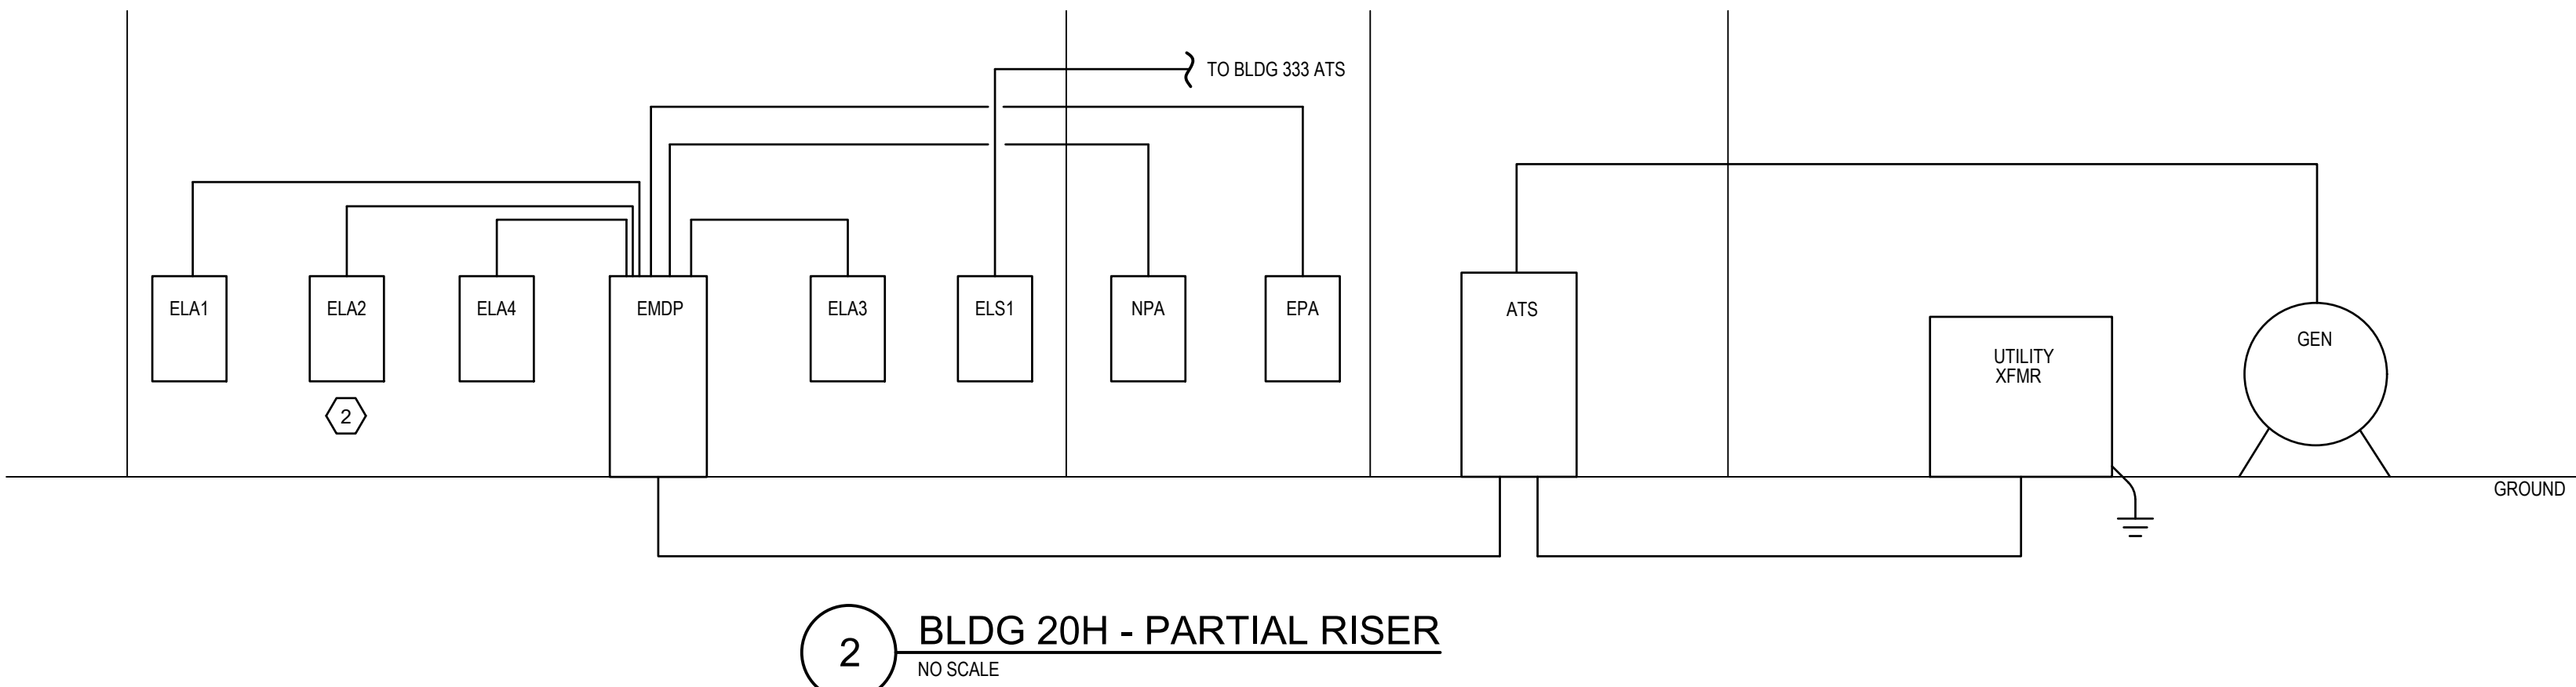 TO BLDG 333 ATS
ELA1
ELA2
ELA4
EMDP
ELA3
ELS1
NPA
EPA
ATS
UTILITY
XFMR
GEN
2
GROUND
2
BLDG 20H - PARTIAL RISER
NO SCALE